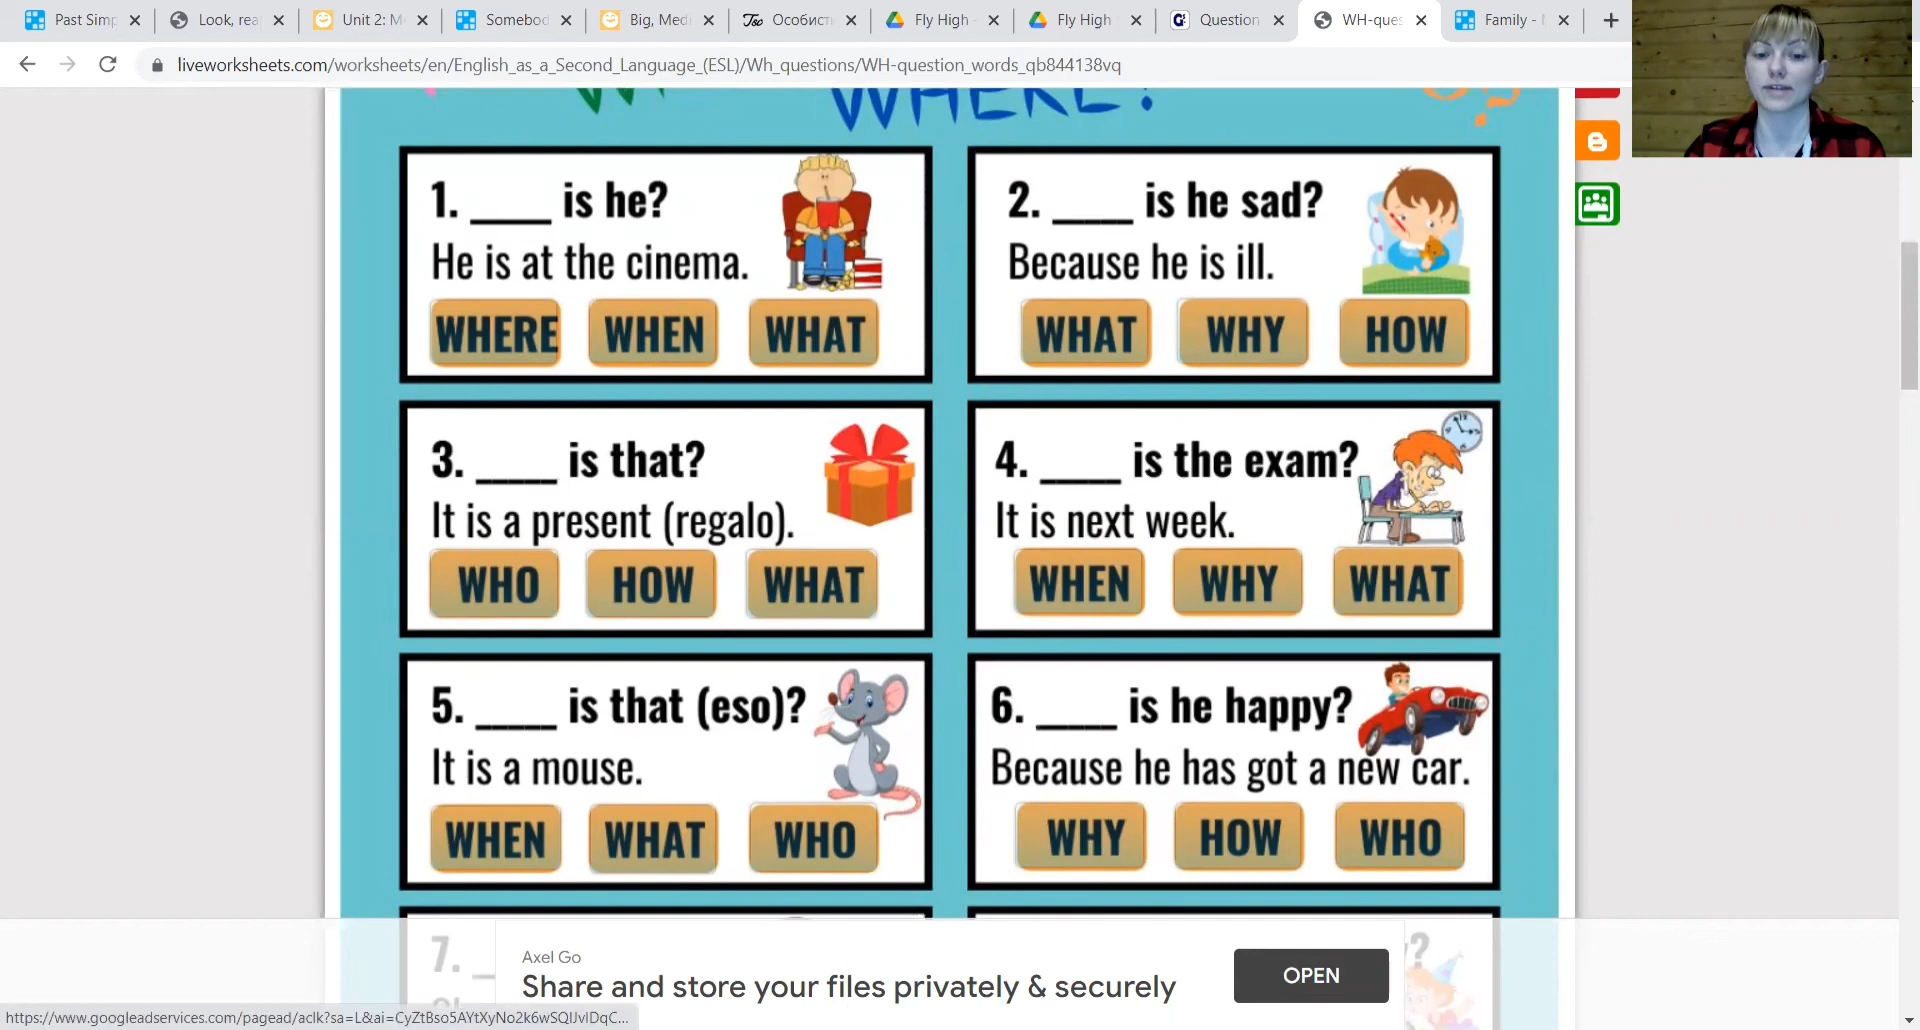 Past Simp
Look, rea
Unit 2: M
Somebod
Big, Med
Особист
Fly High -
Fly High
Question
WH-ques
Family -
liveworksheets.com/worksheets/en/English_as_a_Second_Language_(ESL)/Wh_questions/WH-question_words_qb844138vq
WHERE?
1. ____ is he?
He is at the cinema.
WHERE WHEN WHAT
2. ____ is he sad?
Because he is ill.
WHAT WHY HOW
3. ____ is that?
It is a present (regalo).
WHO HOW WHAT
4. ____ is the exam?
It is next week.
WHEN WHY WHAT
5. ____ is that (eso)?
It is a mouse.
WHEN WHAT WHO
6. ____ is he happy?
Because he has got a new car.
WHY HOW WHO
7. _
?
Axel Go
Share and store your files privately & securely
OPEN
https://www.googleadservices.com/pagead/aclk?sa=L&ai=CyZtBso5AYtXyNo2k6wSQIJvIDqC...